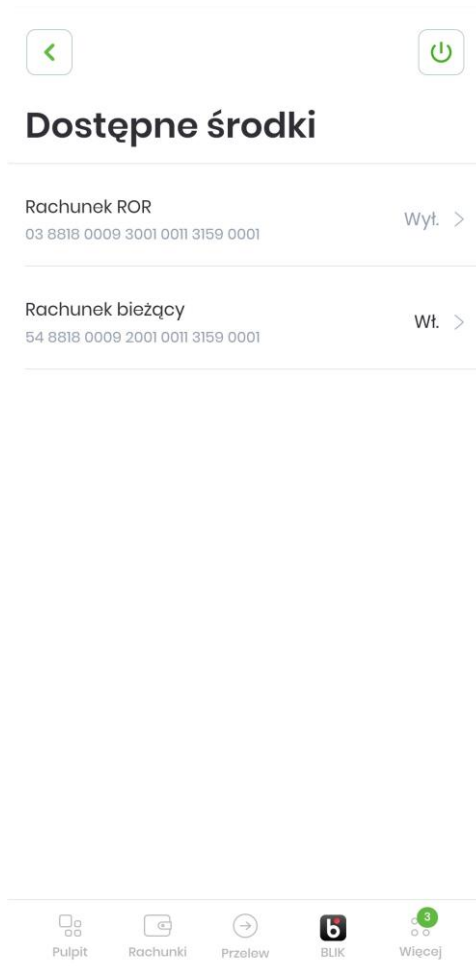 Dostępne środki
Rachunek ROR
Wył.
03 8818 0009 3001 0011 3159 0001
Rachunek bieżący
Wł.
54 8818 0009 2001 0011 3159 0001
3
Pulpit
Rachunki
Przelew
BLIK
Więcej